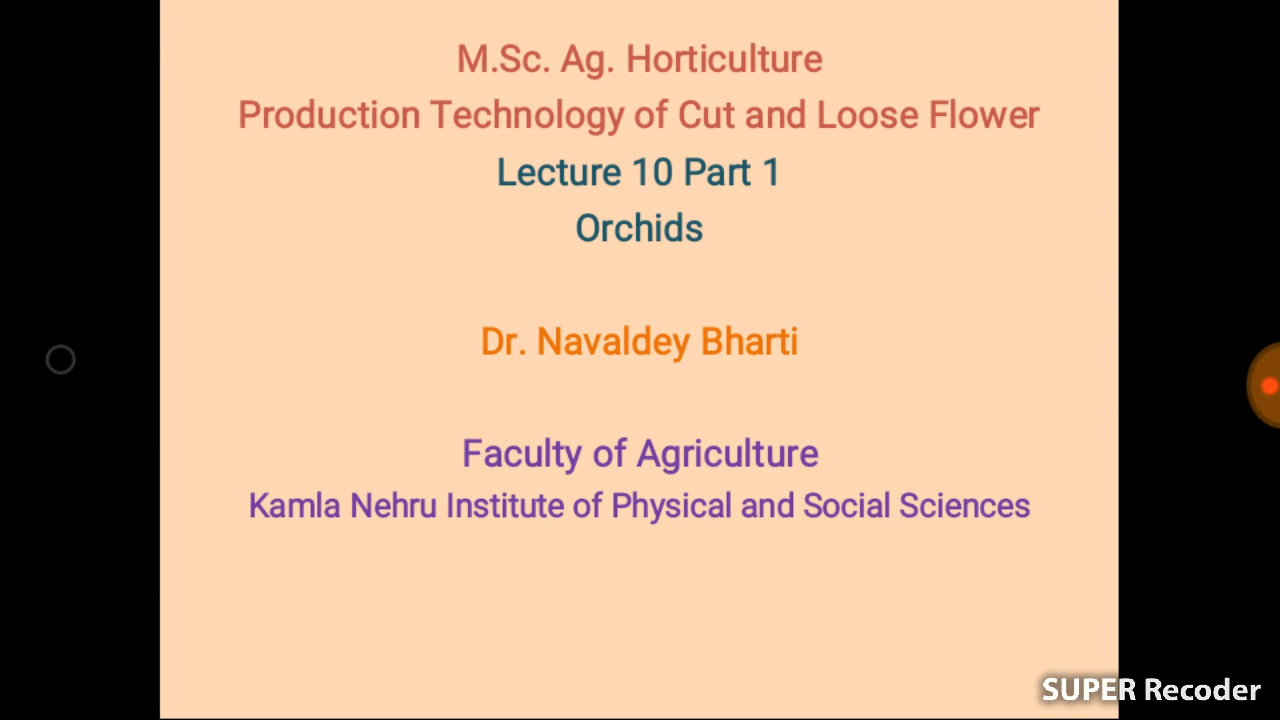 M.Sc. Ag. Horticulture
Production Technology of Cut and Loose Flower
Lecture 10 Part 1
Orchids
Dr. Navaldey Bharti
Faculty of Agriculture
Kamla Nehru Institute of Physical and Social Sciences
SUPER Recoder